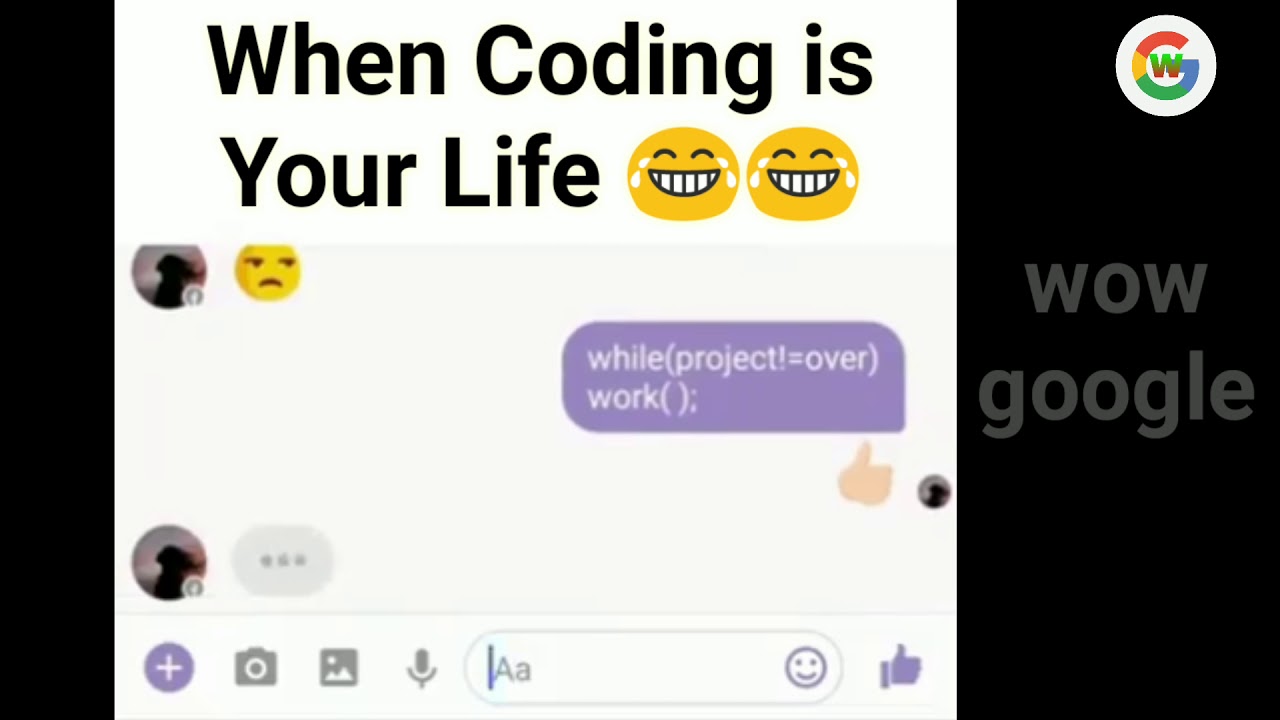 When Coding is
Your Life 😂😂
W
while(project!=over)
work( );
wow
google
Aa